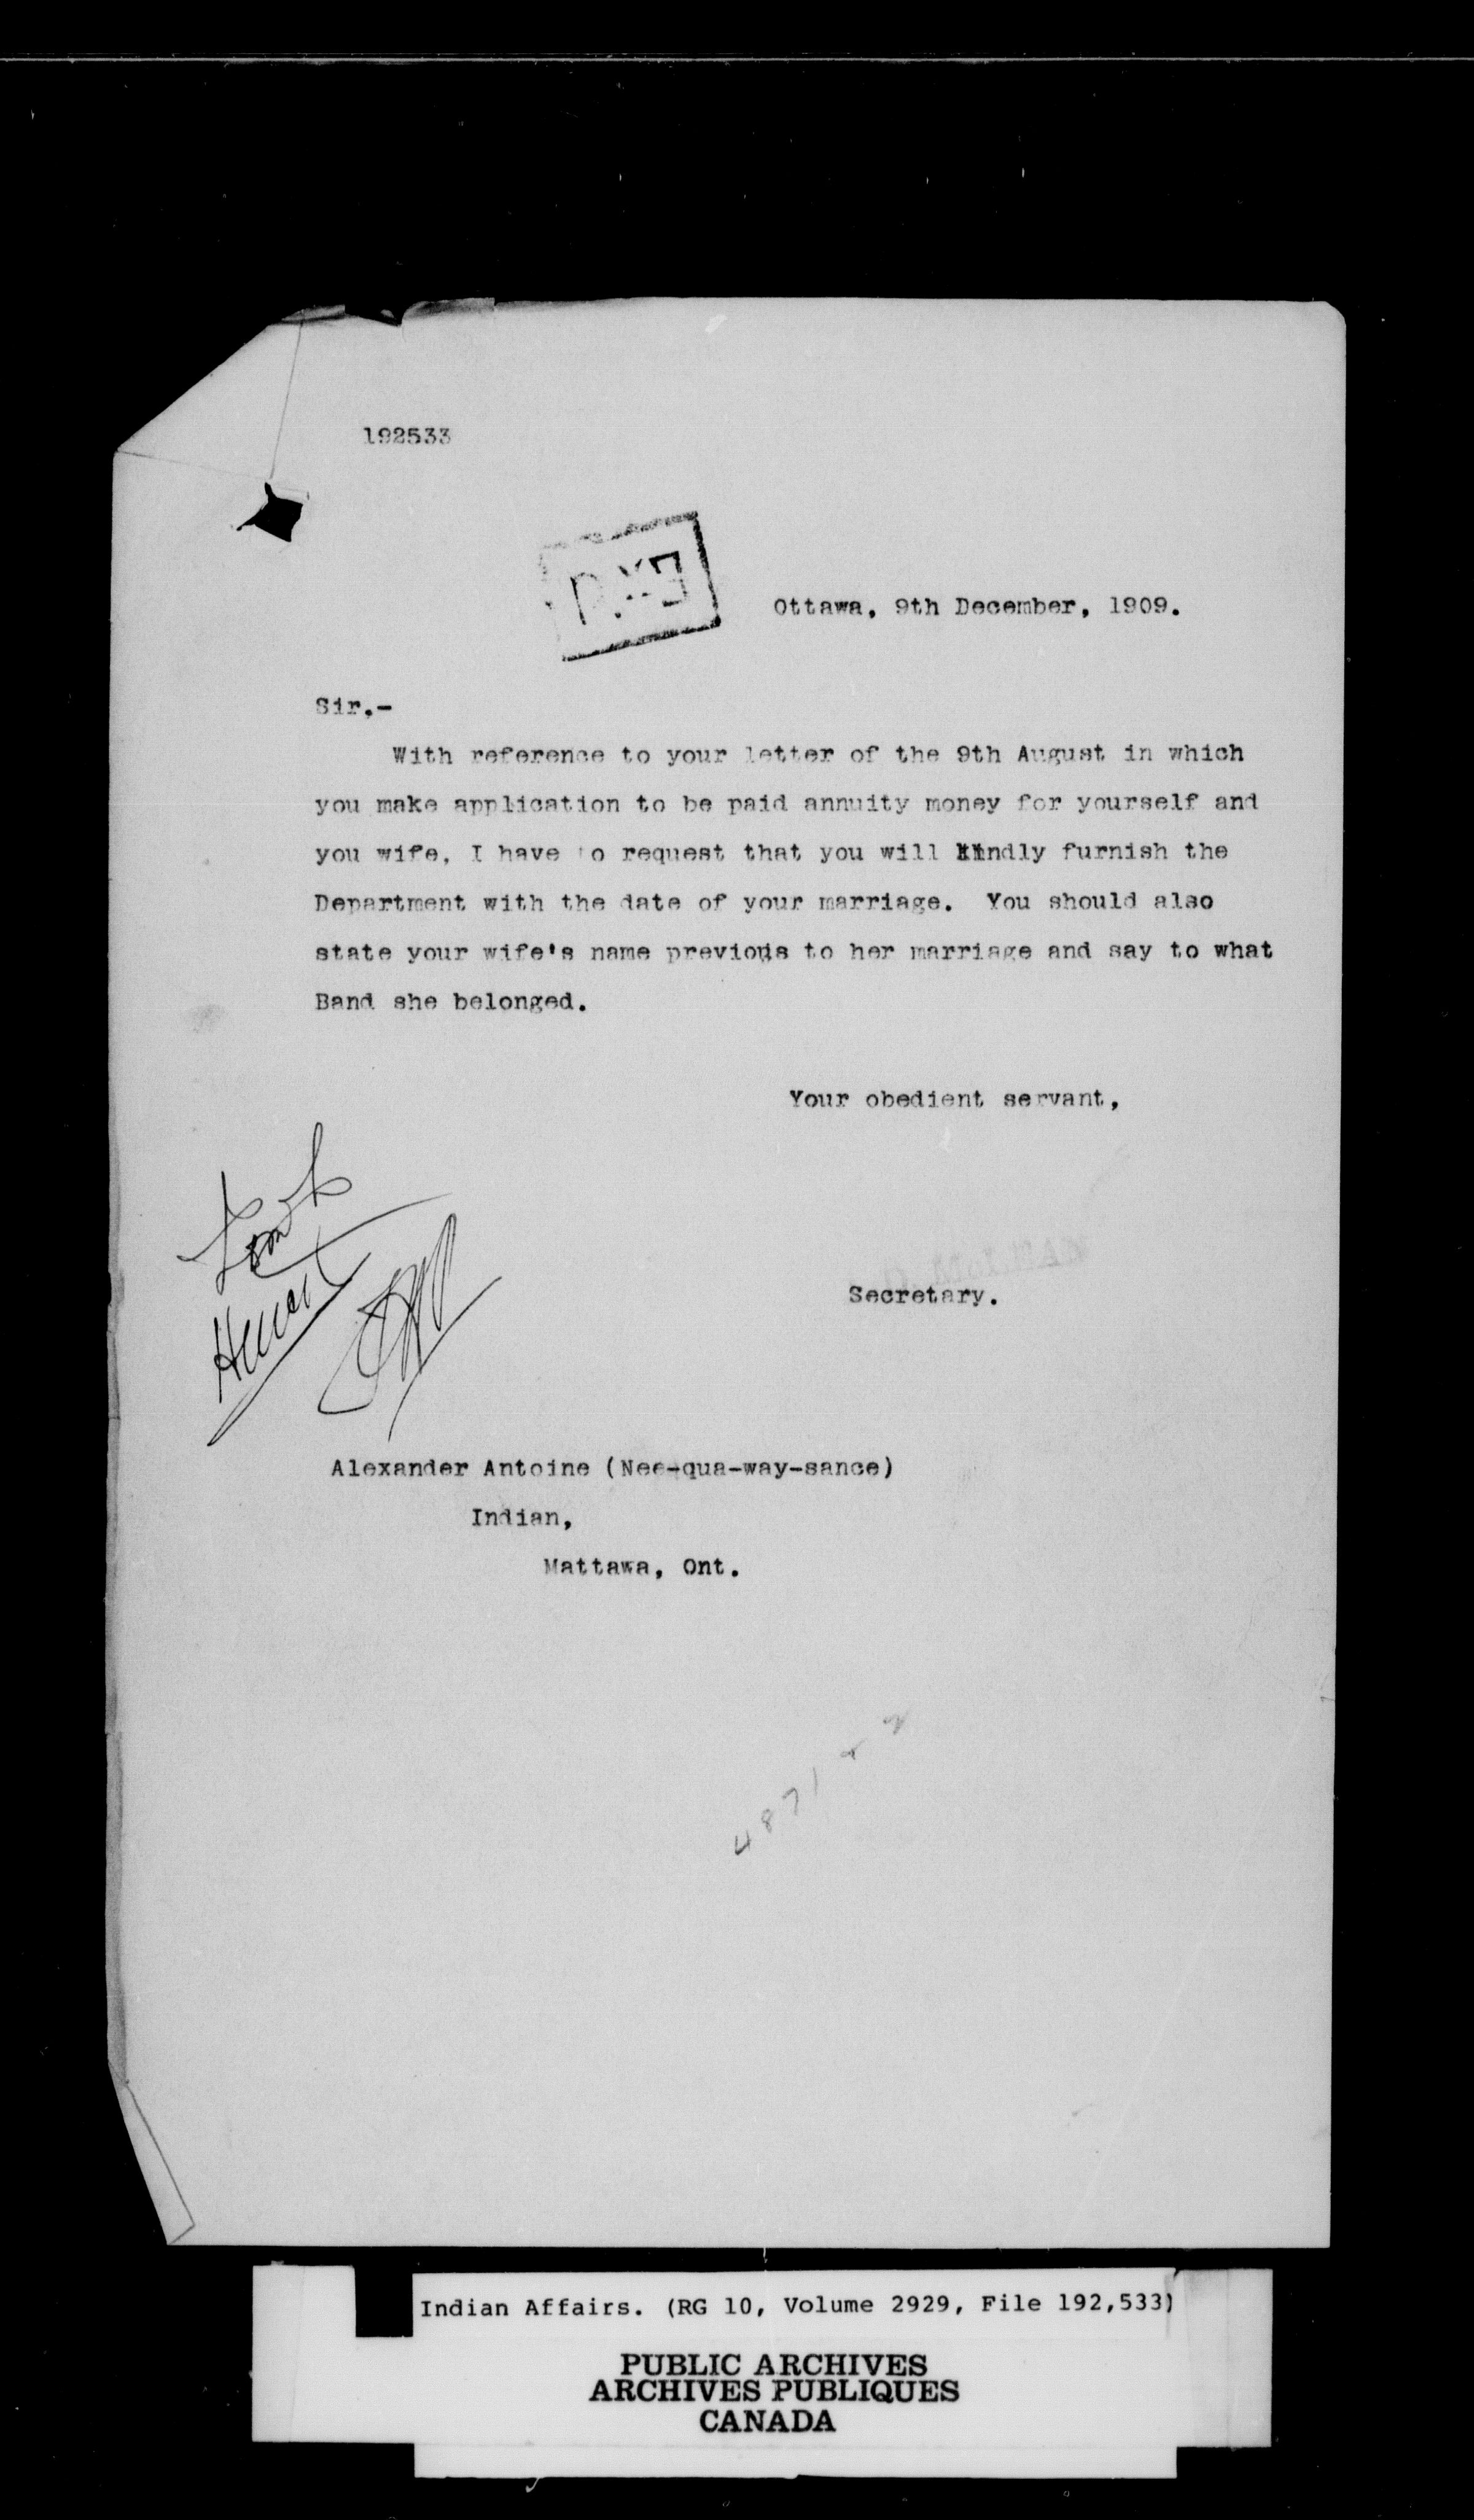 192533
Ottawa, 9th December, 1909.
Sir,-
With reference to your letter of the 9th August in which
you make application to be paid annuity money for yourself and
you wife, I have to request that you will kindly furnish the
Department with the date of your marriage. You should also
state your wife's name previous to her marriage and say to what
Band she belonged.
Your obedient servant,
Secretary.
Alexander Antoine (Nee-qua-way-sance)
Indian,
Mattawa, Ont.
Indian Affairs. (RG 10, Volume 2929, File 192,533)
PUBLIC ARCHIVES
ARCHIVES PUBLIQUES
CANADA